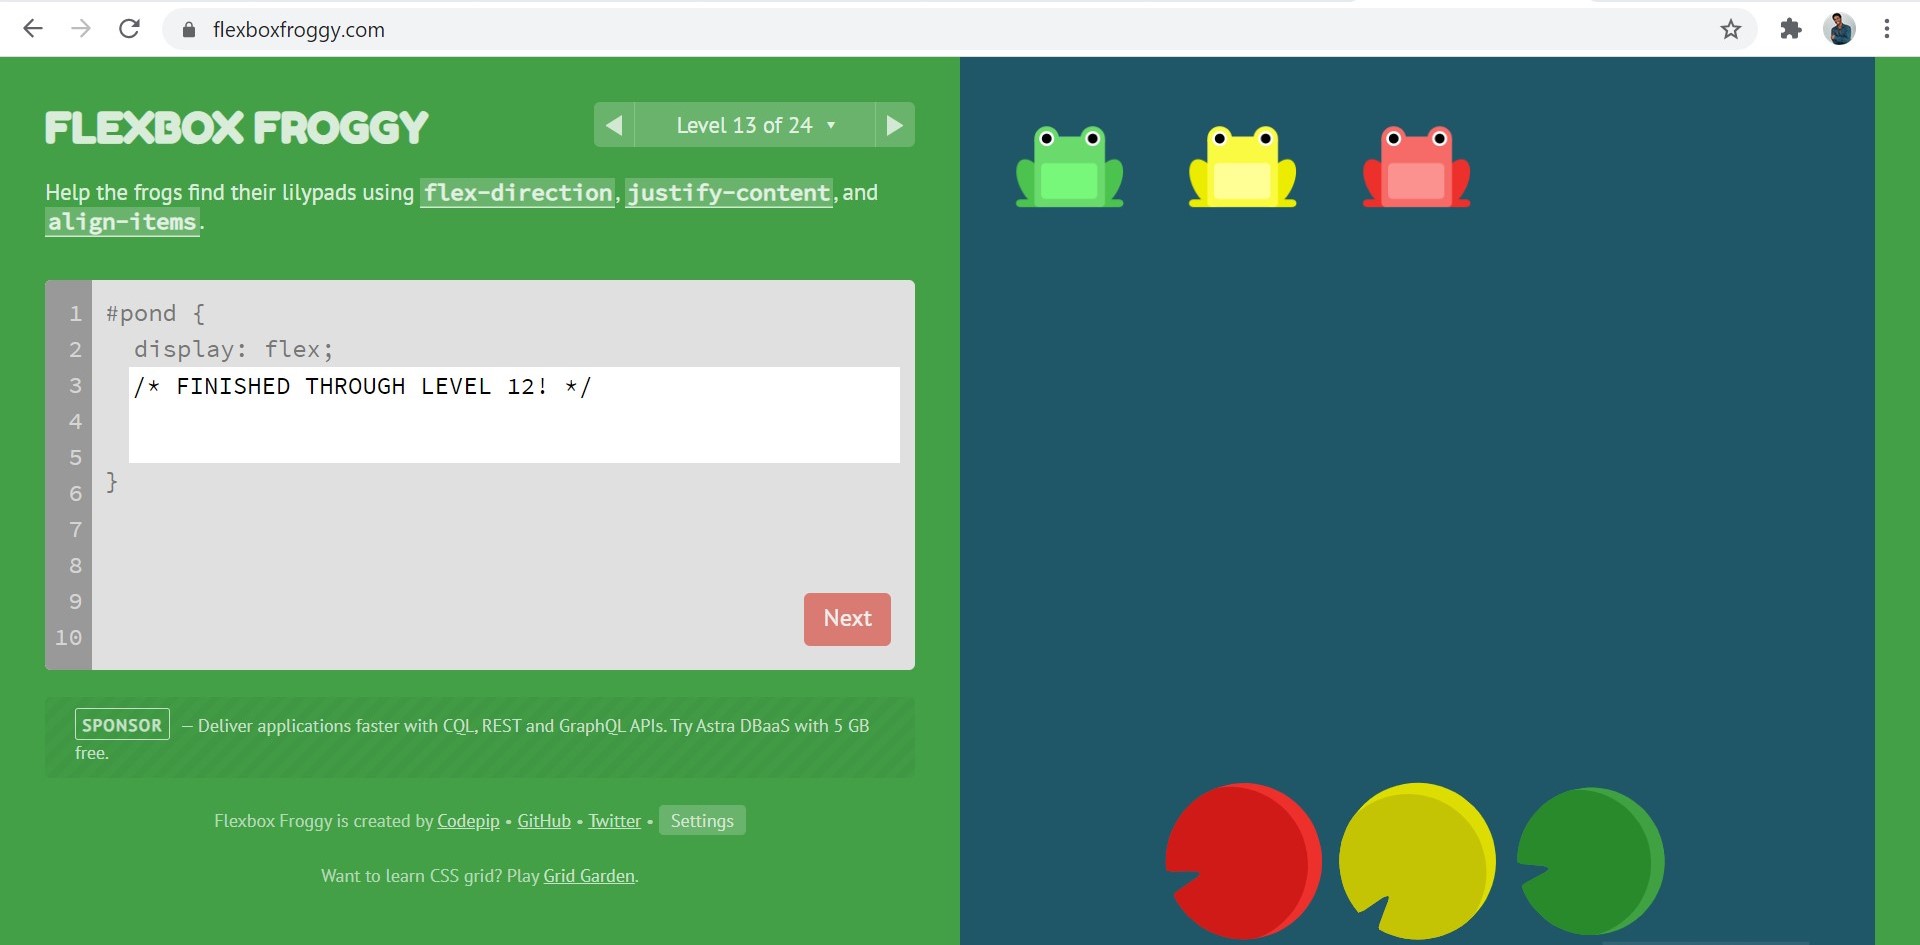 flexboxfroggy.com
FLEXBOX FROGGY
Level 13 of 24
Help the frogs find their lilypads using flex-direction, justify-content, and
align-items.
1 #pond {
2 display: flex;
3 /* FINISHED THROUGH LEVEL 12! */
4
5
6 }
7
8
9
10
Next
SPONSOR — Deliver applications faster with CQL, REST and GraphQL APIs. Try Astra DBaaS with 5 GB
free.
Flexbox Froggy is created by Codepip • GitHub • Twitter • Settings
Want to learn CSS grid? Play Grid Garden.